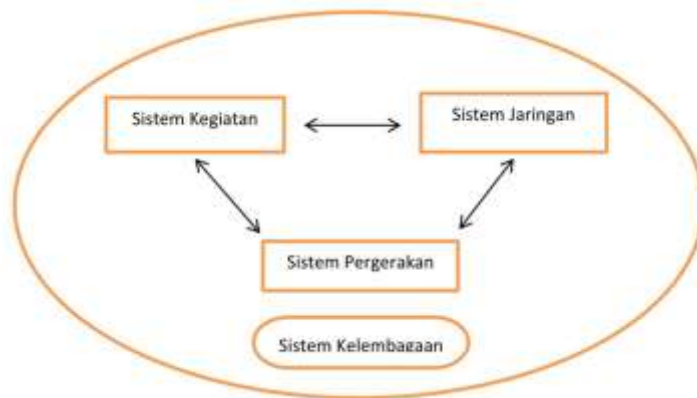 Sistem Kegiatan
Sistem Jaringan
Sistem Pergerakan
Sistem Kelembagaan